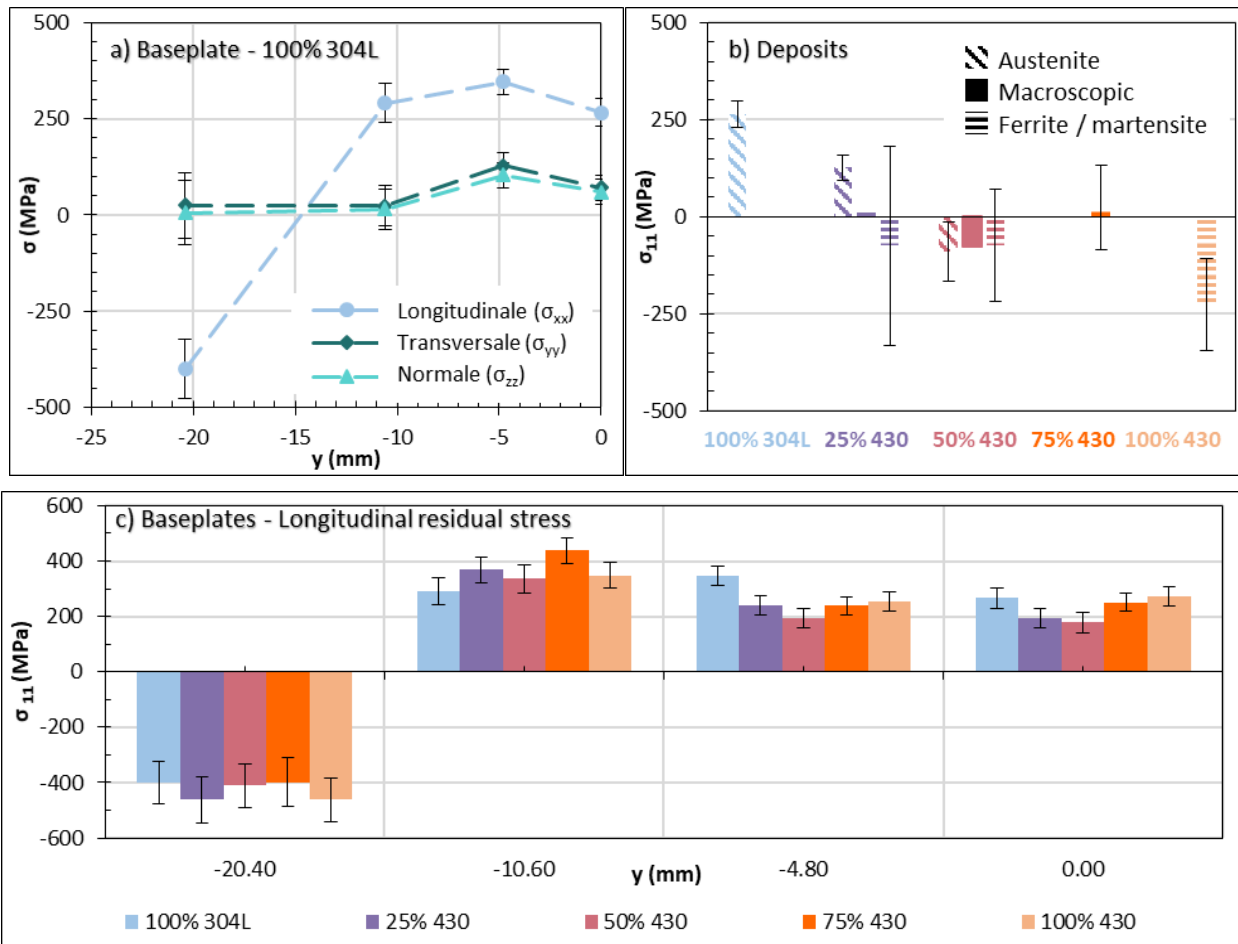 a) Baseplate - 100% 304L
500
250
0
-250
-500
σ (MPa)
Longitudinale (σxx)
Transversale (σyy)
Normale (σzz)
-25
-20
-15
-10
-5
0
y (mm)
b) Deposits
Austenite
Macroscopic
Ferrite / martensite
500
250
0
-250
-500
σ11 (MPa)
100% 304L
25% 430
50% 430
75% 430
100% 430
c) Baseplates - Longitudinal residual stress
600
400
200
0
-200
-400
-600
σ 11 (MPa)
-20.40
-10.60
-4.80
0.00
y (mm)
100% 304L
25% 430
50% 430
75% 430
100% 430